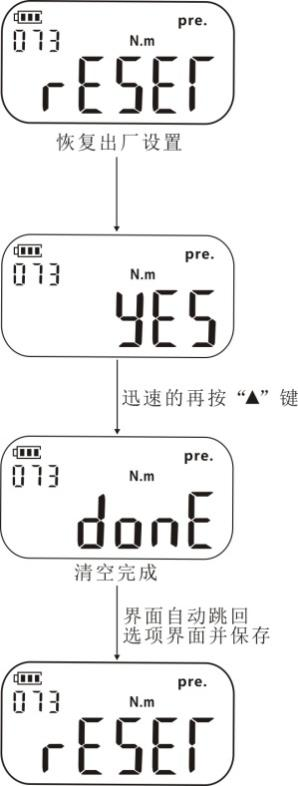 pre.
073
N.m
rESET
恢复出厂设置
pre.
073
N.m
YES
迅速的再按“▲”键
pre.
073
N.m
donE
清空完成
界面自动跳回
选项界面并保存
pre.
073
N.m
rESET